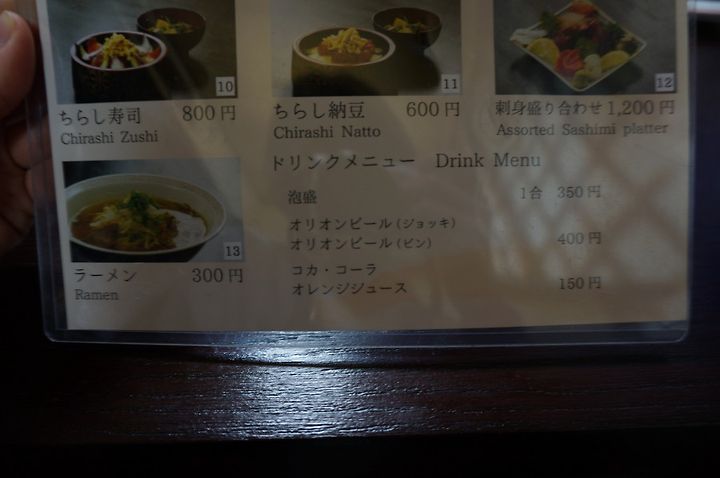 10
11
12
ちらし寿司 800円
Chirashi Zushi
ちらし納豆 600円
Chirashi Natto
刺身盛り合わせ 1,200円
Assorted Sashimi platter
13
ラーメン 300円
Ramen
ドリンクメニュー Drink Menu
泡盛 1合 350円
オリオンビール(ジョッキ)
オリオンビール(ビン) 400円
コカ・コーラ
オレンジジュース 150円